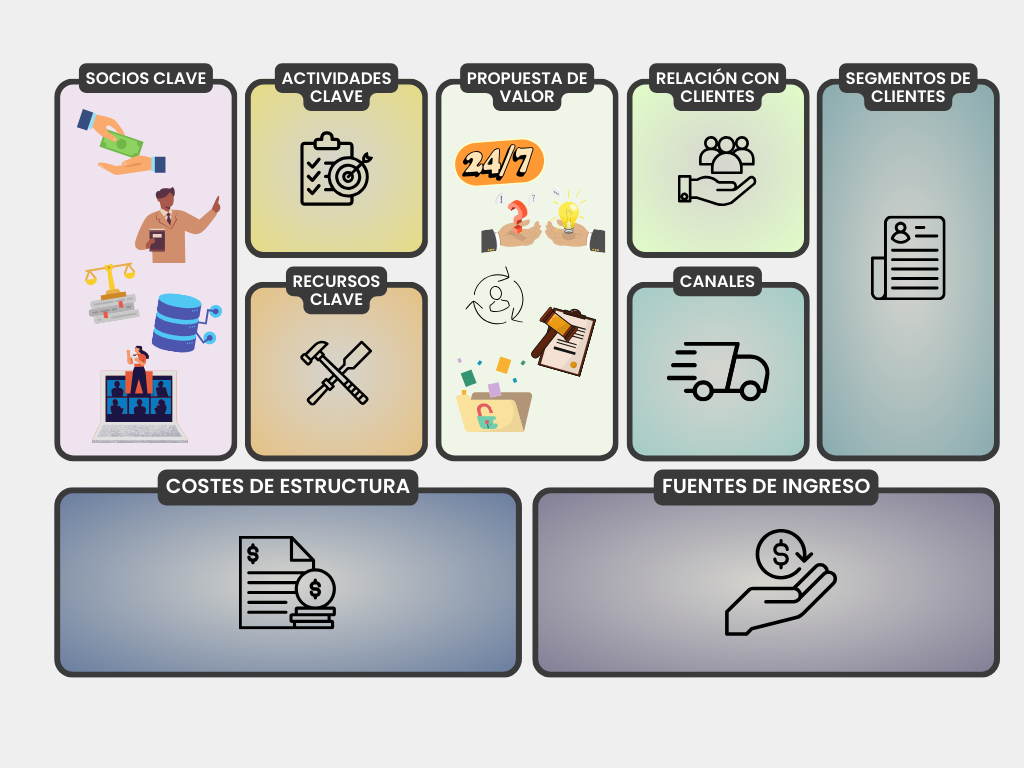 SOCIOS CLAVE
ACTIVIDADES
CLAVE
PROPUESTA DE
VALOR
RELACIÓN CON
CLIENTES
SEGMENTOS DE
CLIENTES
24/7
?
!
?
RECURSOS
CLAVE
CANALES
COSTES DE ESTRUCTURA
FUENTES DE INGRESO
$
$
$